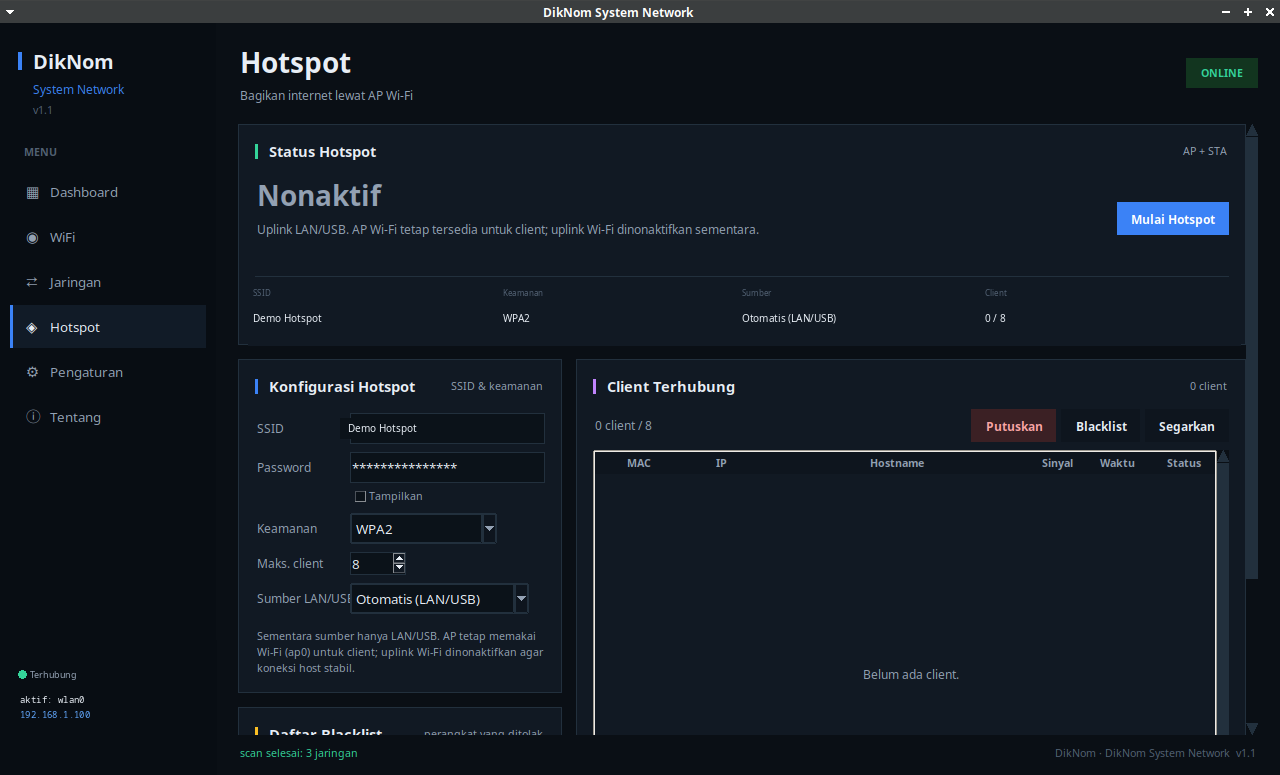 DikNom System Network
DikNom
System Network
v1.1
MENU
Dashboard
WiFi
Jaringan
Hotspot
Pengaturan
Tentang
Terhubung
aktif: wlan0
192.168.1.100
Hotspot
Bagikan internet lewat AP Wi-Fi
ONLINE
Status Hotspot
AP + STA
Nonaktif
Uplink LAN/USB. AP Wi-Fi tetap tersedia untuk client; uplink Wi-Fi dinonaktifkan sementara.
Mulai Hotspot
SSID Keamanan Sumber Client
Demo Hotspot WPA2 Otomatis (LAN/USB) 0 / 8
Konfigurasi Hotspot SSID & keamanan
SSID Demo Hotspot
Password ***************
Tampilkan
Keamanan WPA2
Maks. client 8
Sumber LAN/USB Otomatis (LAN/USB)
Sementara sumber hanya LAN/USB. AP tetap memakai
Wi-Fi (ap0) untuk client; uplink Wi-Fi dinonaktifkan agar
koneksi host stabil.
Daftar Blacklist perangkat yang ditolak
Client Terhubung 0 client
0 client / 8 Putuskan Blacklist Segarkan
MAC IP Hostname Sinyal Waktu Status
Belum ada client.
scan selesai: 3 jaringan
DikNom · DikNom System Network v1.1